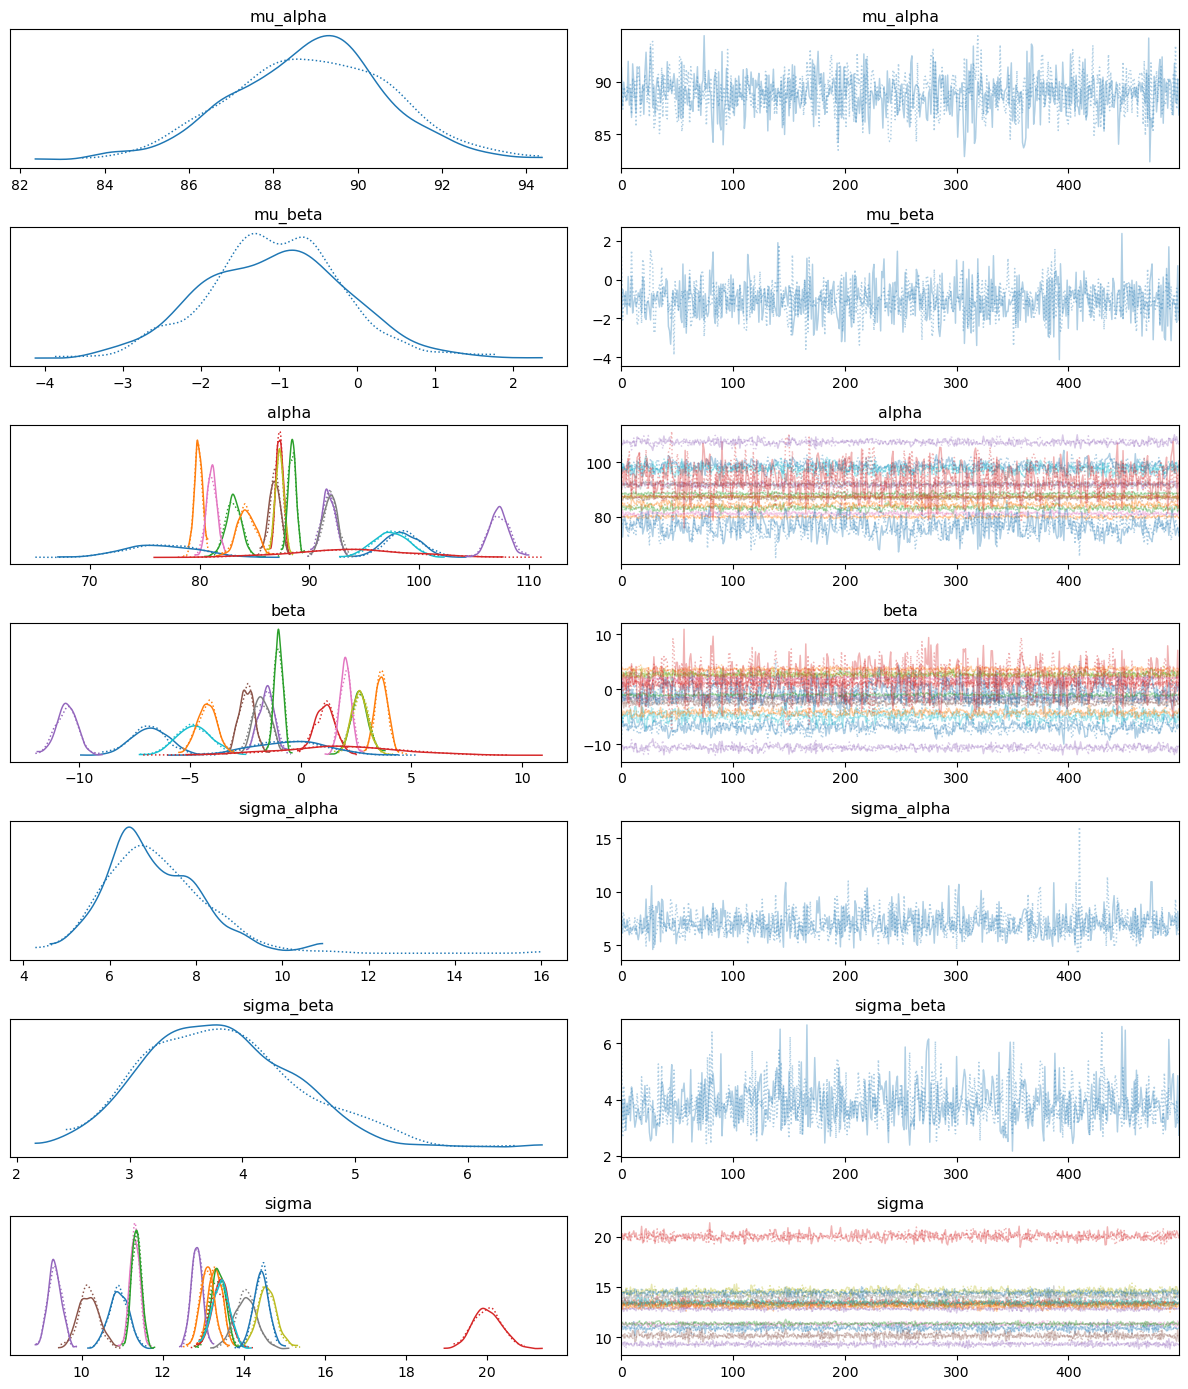 mu_alpha
mu_alpha
90
85
82 84 86 88 90 92 94
0 100 200 300 400
mu_beta
mu_beta
2
0
−2
−4
−4 −3 −2 −1 0 1 2
0 100 200 300 400
alpha
alpha
100
80
70 80 90 100 110
0 100 200 300 400
beta
beta
10
0
−10
−10 −5 0 5 10
0 100 200 300 400
sigma_alpha
sigma_alpha
15
10
5
4 6 8 10 12 14 16
0 100 200 300 400
sigma_beta
sigma_beta
6
4
2
2 3 4 5 6
0 100 200 300 400
sigma
sigma
20
15
10
10 12 14 16 18 20
0 100 200 300 400